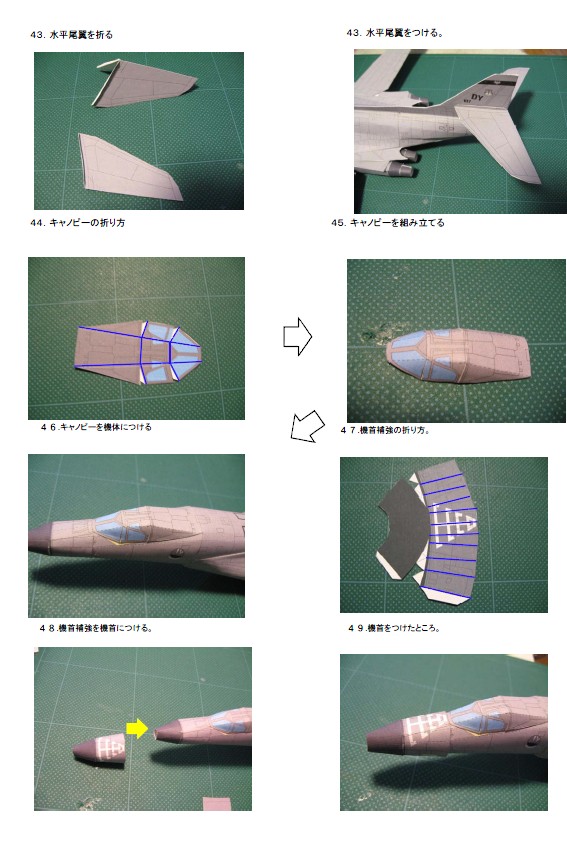 ４３．水平尾翼を折る
４３．水平尾翼をつける。
DY
４４．キャノピーの折り方
４５．キャノピーを組み立てる
４６.キャノピーを機体につける
４７.機首補強の折り方。
４８.機首補強を機首につける。
４９.機首をつけたところ。